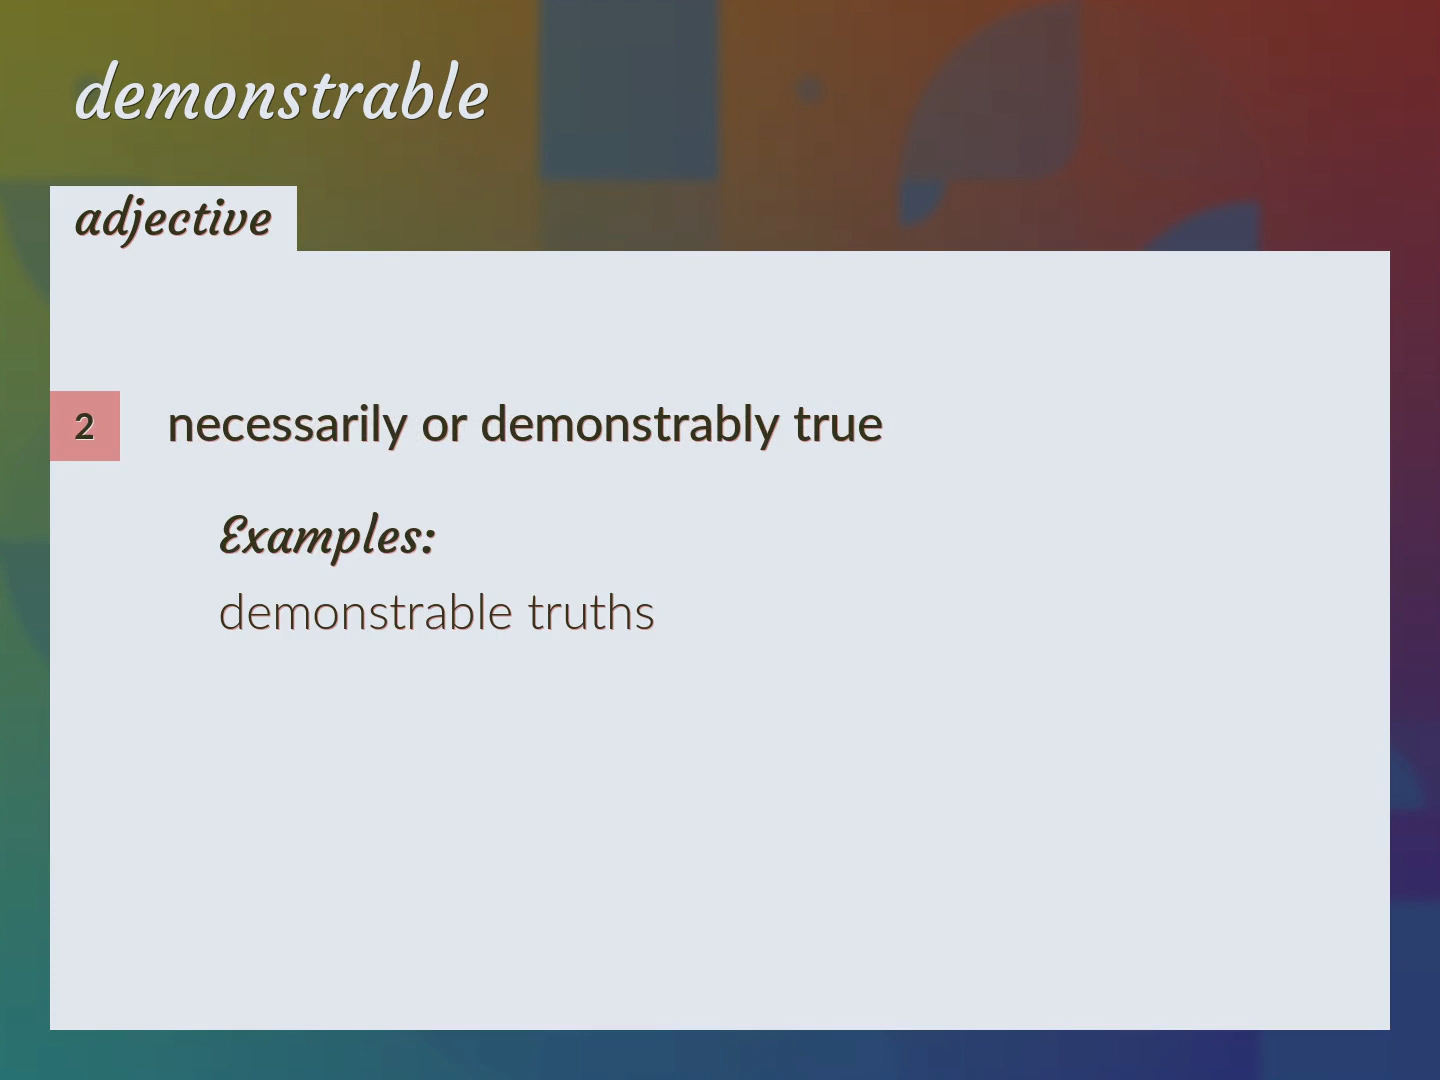 demonstrable
adjective
2 necessarily or demonstrably true
Examples:
demonstrable truths